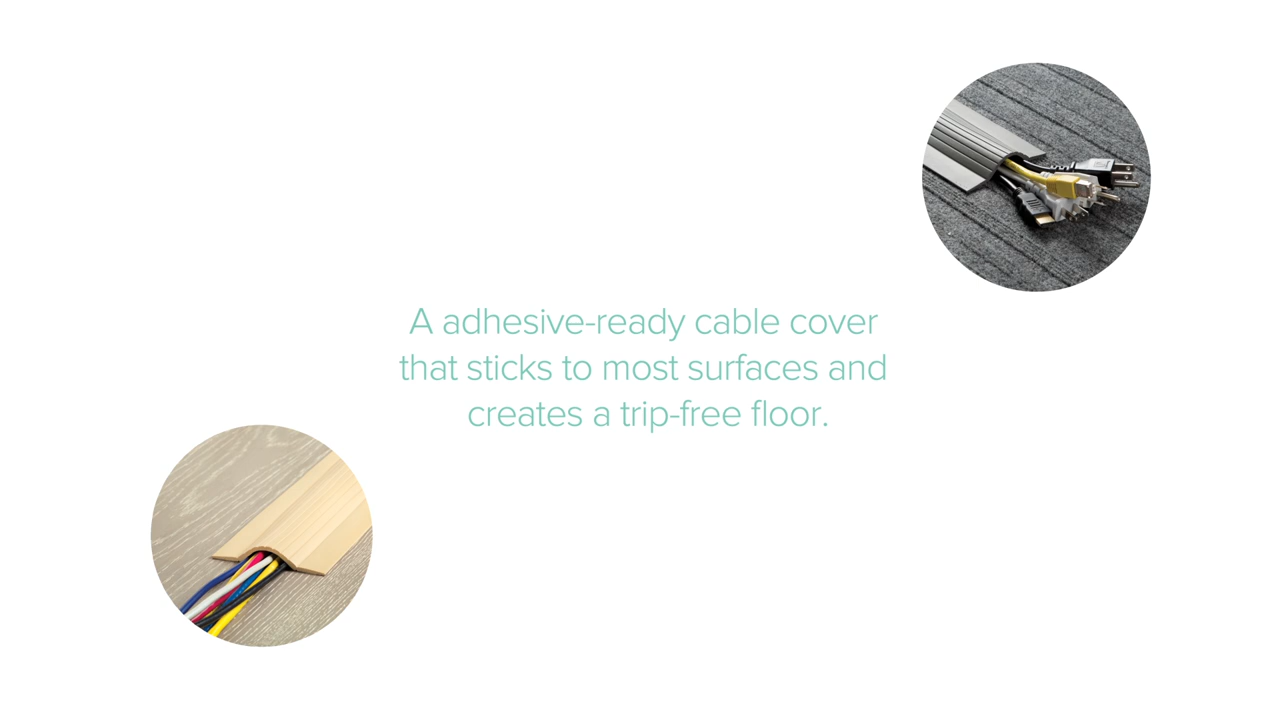 A adhesive-ready cable cover
that sticks to most surfaces and
creates a trip-free floor.